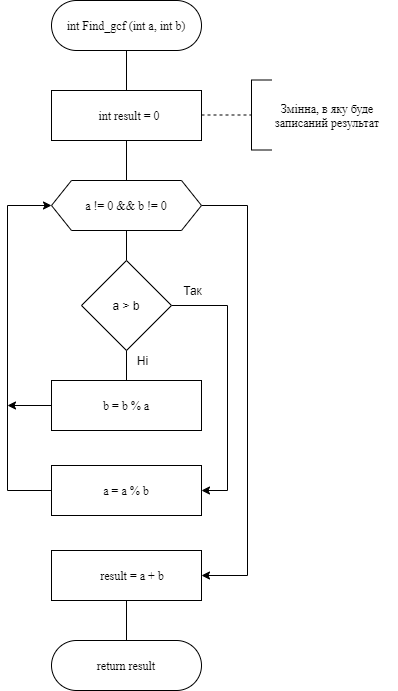 int Find_gcf (int a, int b)
int result = 0
Змінна, в яку буде
записаний результат
a != 0 && b != 0
a > b
Так
Ні
b = b % a
a = a % b
result = a + b
return result